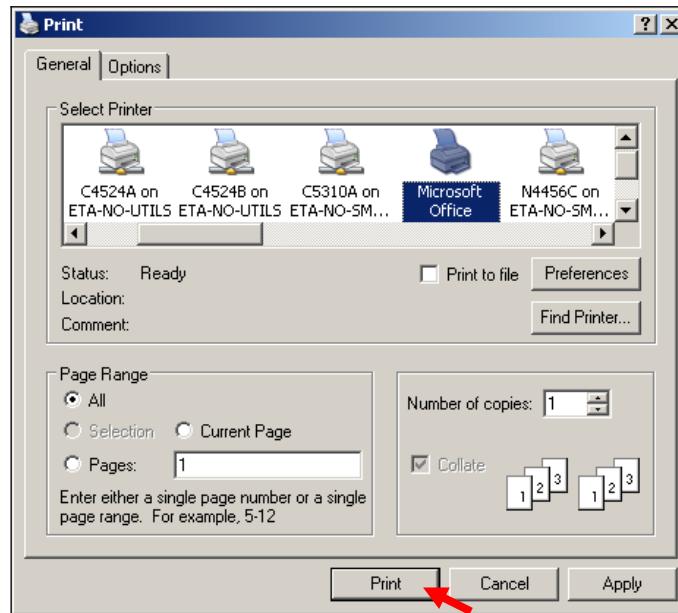 Print
General Options
Select Printer
C4524A on ETA-NO-UTILS
C4524B on ETA-NO-UTILS
C5310A on ETA-NO-SM...
Microsoft Office
N4456C on ETA-NO-SM...
Status: Ready
Print to file
Preferences
Location:
Comment:
Find Printer...
Page Range
All
Selection
Current Page
Pages: 1
Enter either a single page number or a single
page range. For example, 5-12
Number of copies: 1
Collate
1 2 3 1 2 3
Print Cancel Apply